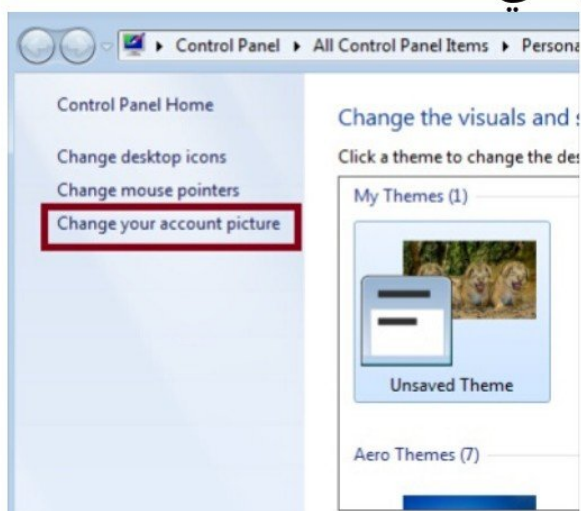 Control Panel ▸ All Control Panel Items ▸ Persona
Control Panel Home
Change desktop icons
Change mouse pointers
Change your account picture
Change the visuals and s
Click a theme to change the des
My Themes (1)
Unsaved Theme
Aero Themes (7)